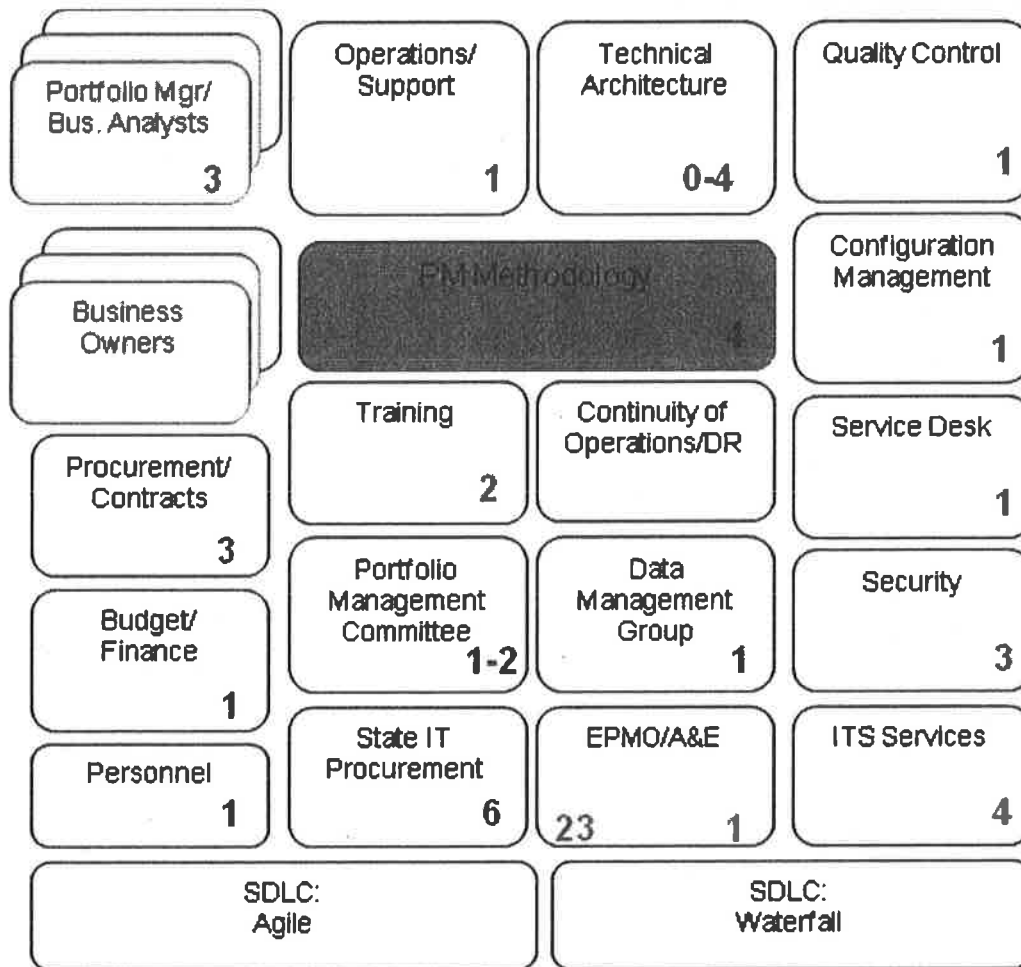 Portfolio Mgr/
Bus. Analysts
3
Operations/
Support
1
Technical
Architecture
0-4
Quality Control
1
Business
Owners
PM Methodology
Configuration
Management
1
Training
2
Continuity of
Operations/DR
Service Desk
1
Procurement/
Contracts
3
Portfolio
Management
Committee
1-2
Data
Management
Group
1
Security
3
Budget/
Finance
1
State IT
Procurement
6
EPMO/A&E
23 1
ITS Services
4
Personnel
1
SDLC:
Agile
SDLC:
Waterfall